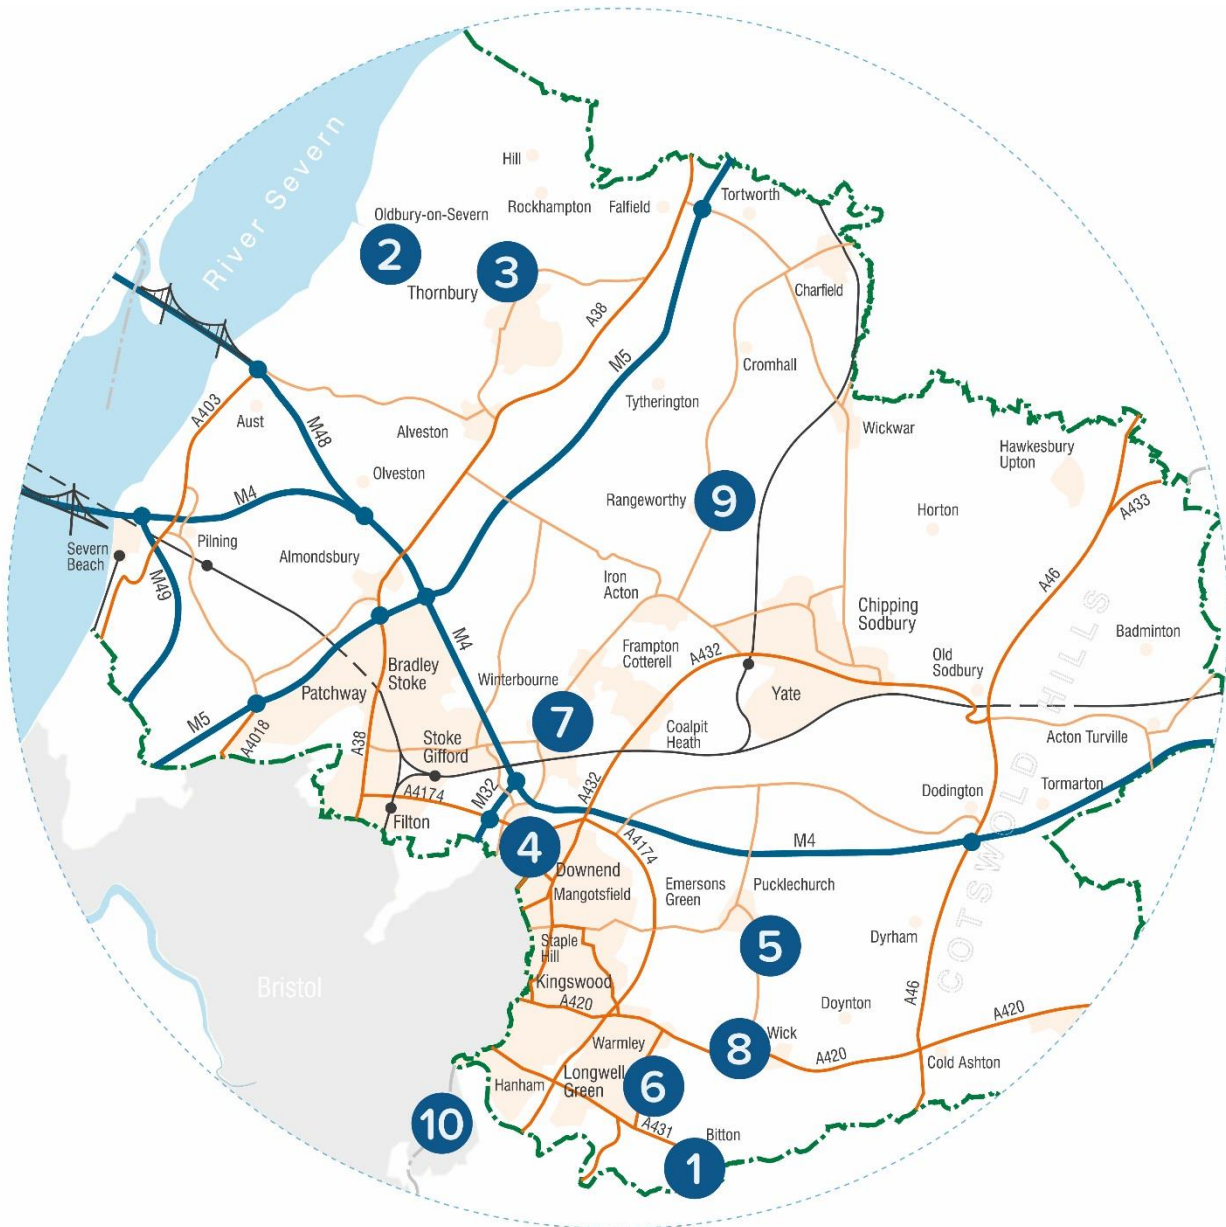 Hill
Tortworth
River Severn
Oldbury-on-Severn
Rockhampton
Falfield
2
3
Thornbury
Charfield
A38
M5
Cromhall
Tytherington
A403
Aust
M48
Alveston
Wickwar
Hawkesbury
Upton
Olveston
M4
Rangeworthy
9
Horton
A433
Severn
Beach
Pilning
Almondsbury
M49
Iron
Acton
A46
Chipping
Sodbury
Badminton
M4
Frampton
Cotterell
A432
Old
Sodbury
Bradley
Stoke
Winterbourne
Patchway
Yate
M5
A4018
A38
Stoke
Gifford
7
Coalpit
Heath
Acton Turville
COTSWOLD HILLS
Tormarton
Dodington
A432
M32
A4174
Filton
4
A4174
M4
Downend
Mangotsfield
Emersons
Green
Pucklechurch
Dyrham
Staple
Hill
5
Kingswood
A420
Bristol
Doynton
A46
A420
Warmley
8
Wick
A420
Cold Ashton
Hanham
Longwell
Green
6
10
A431
Bitton
1